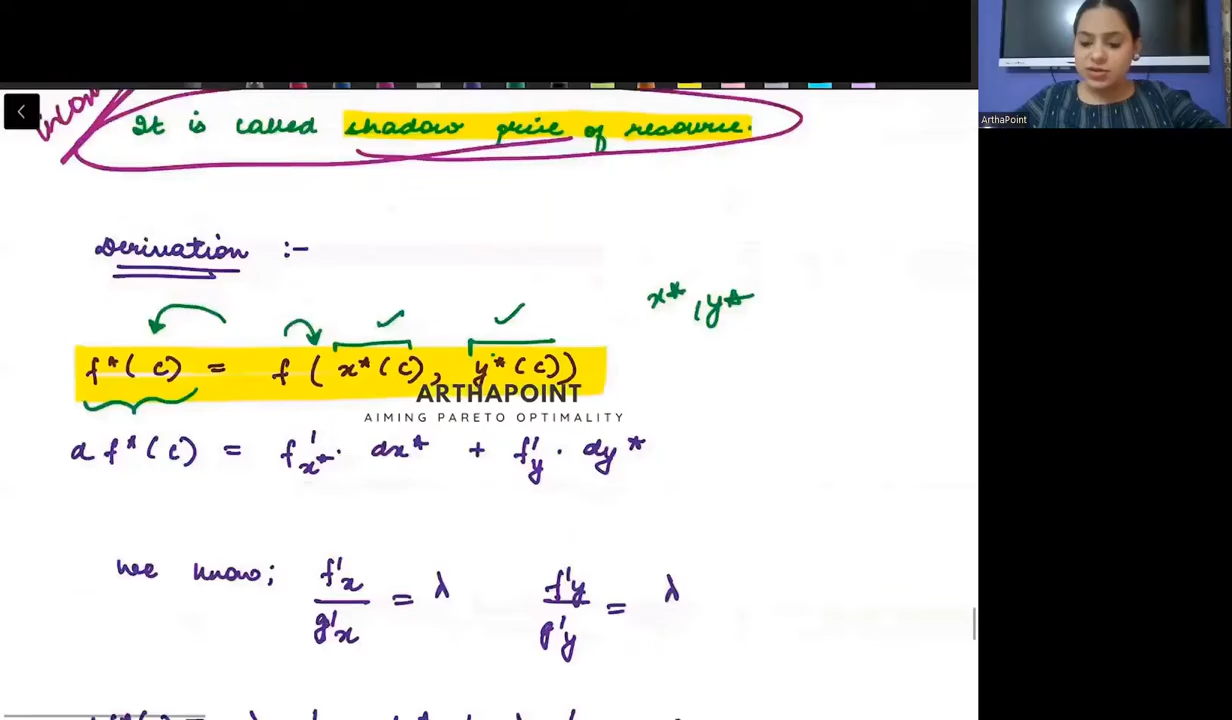 It is called shadow price of resource.
Derivation :-
x*, y*
f*(c) = f(x*(c), y*(c))
ARTHAPOINT
AIMING PARETO OPTIMALITY
d f*(c) = f'x* · dx* + f'y · dy*
we know; f'x / g'x = λ f'y / g'y = λ
ArthaPoint